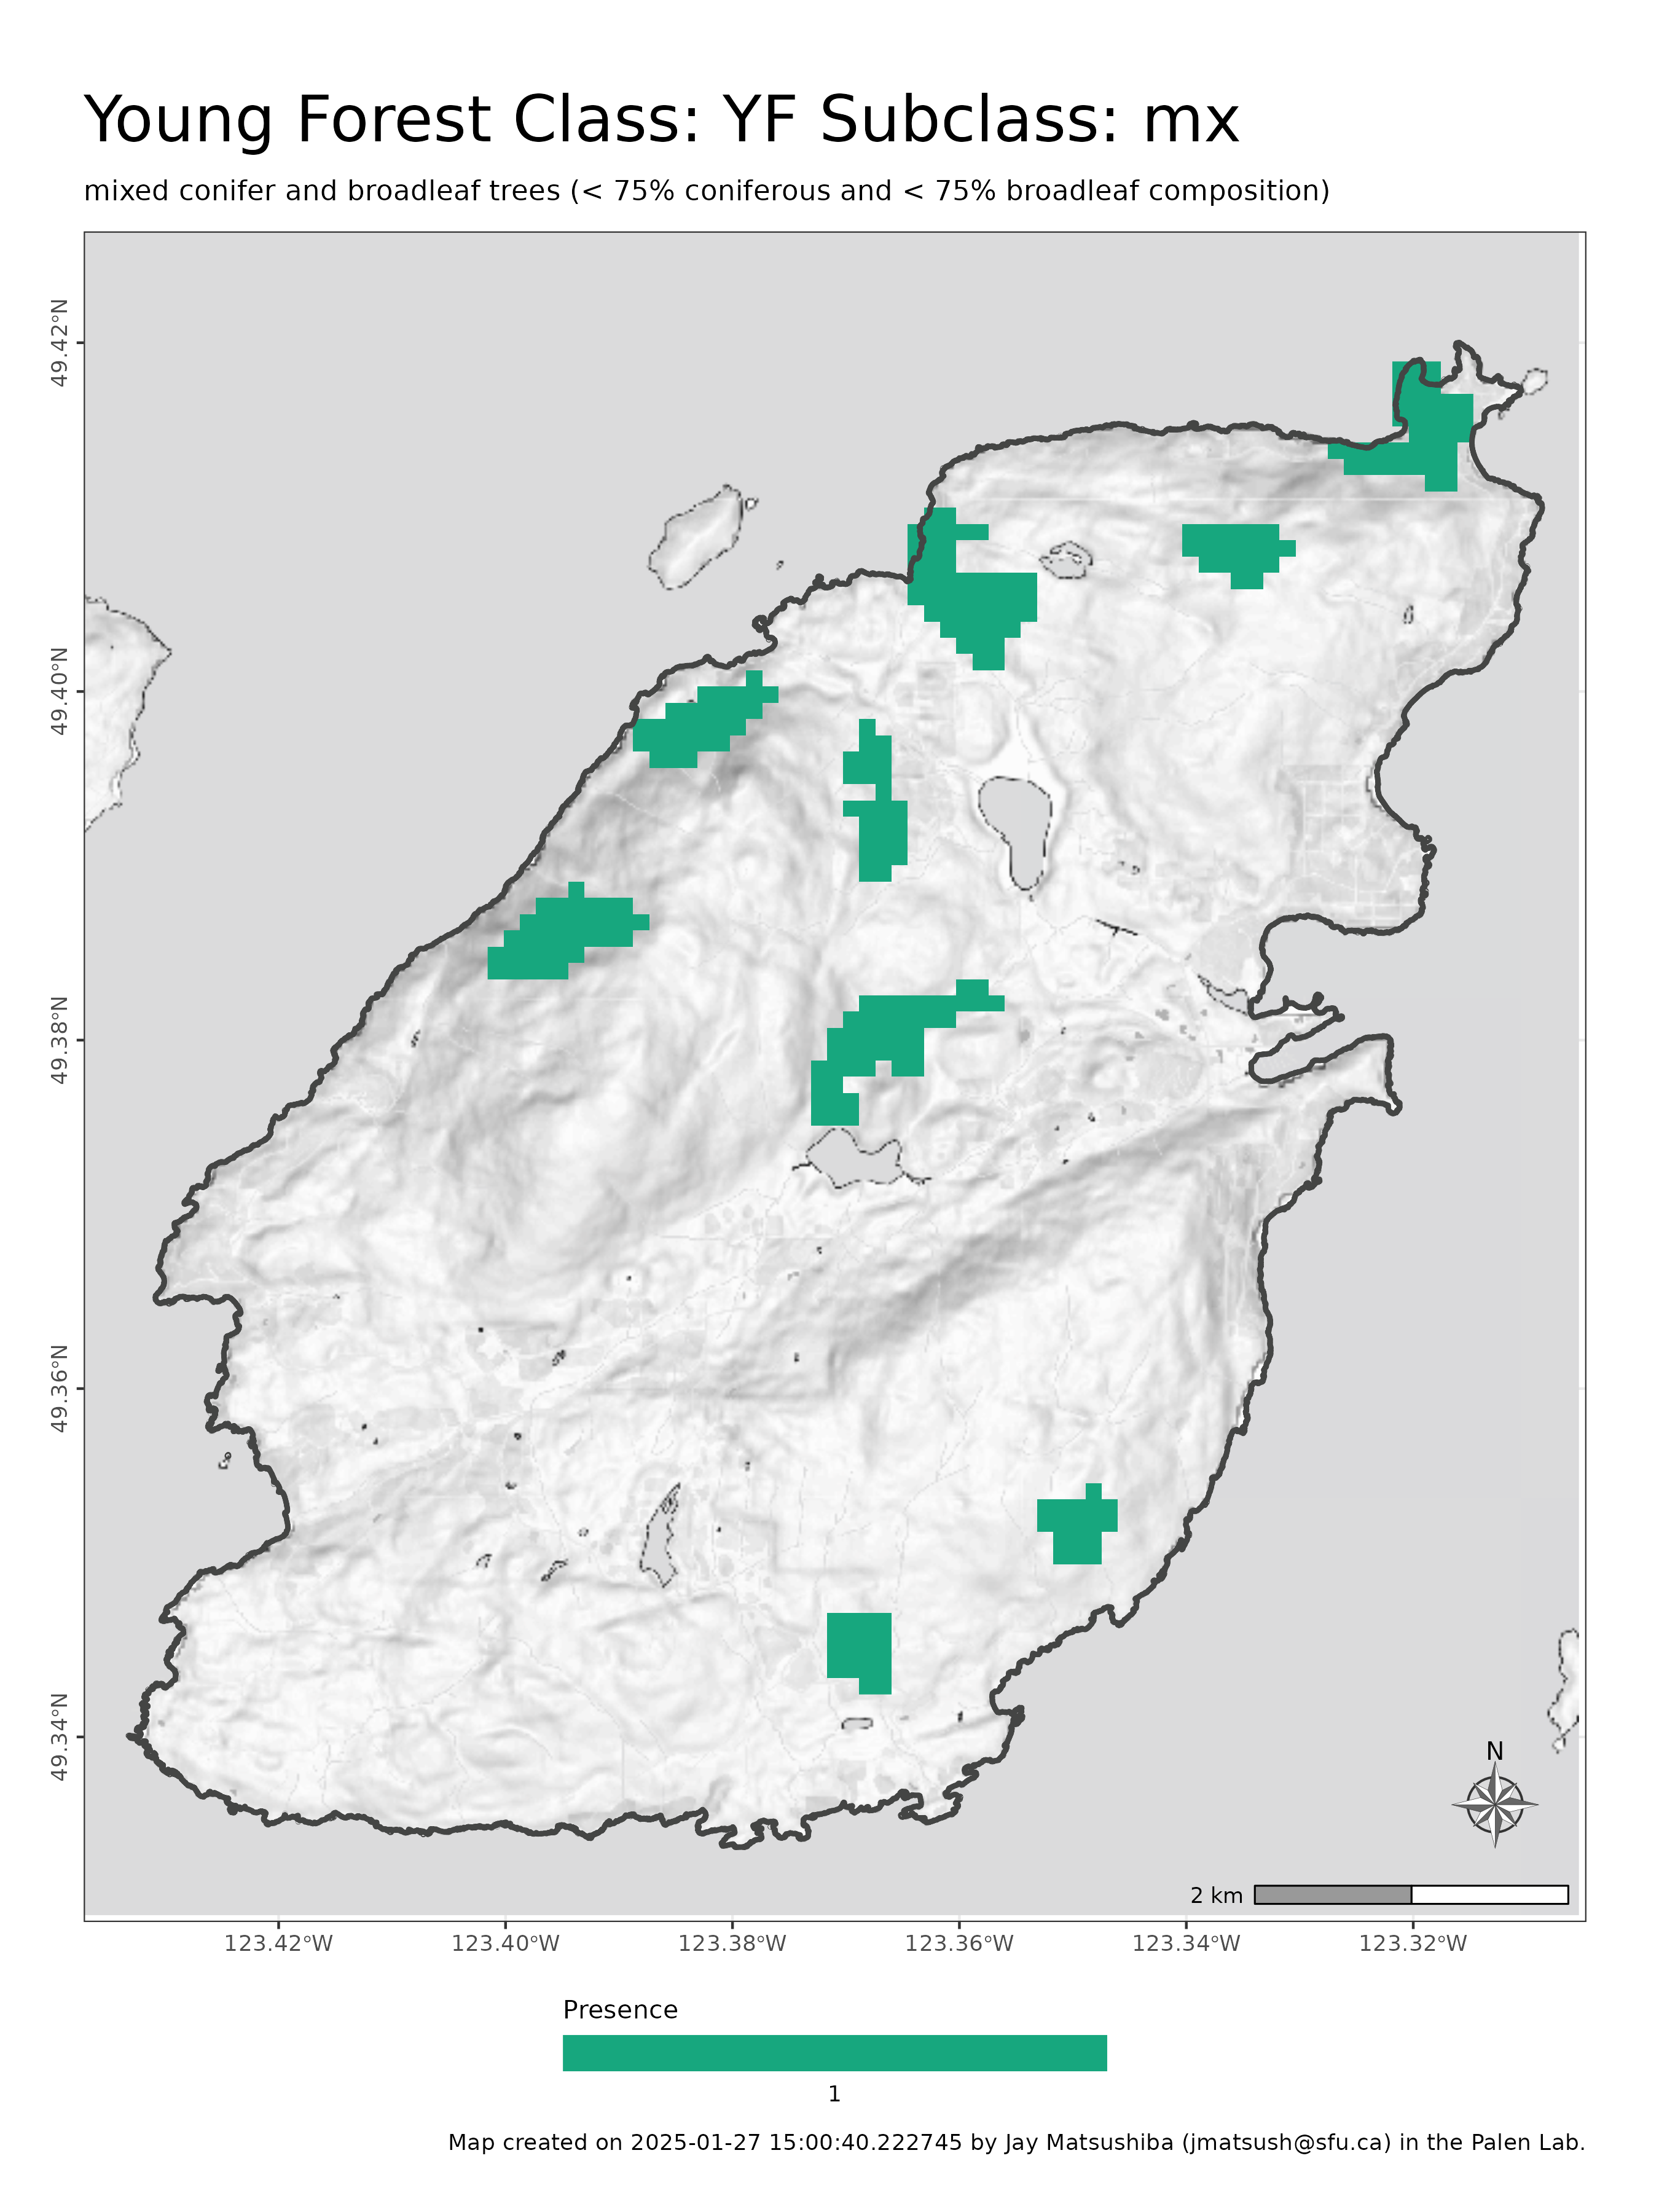 Young Forest Class: YF Subclass: mx
mixed conifer and broadleaf trees (< 75% coniferous and < 75% broadleaf composition)
49.42°N
49.40°N
49.38°N
49.36°N
49.34°N
N
2 km
123.42°W 123.40°W 123.38°W 123.36°W 123.34°W 123.32°W
Presence
1
Map created on 2025-01-27 15:00:40.222745 by Jay Matsushiba (jmatsush@sfu.ca) in the Palen Lab.